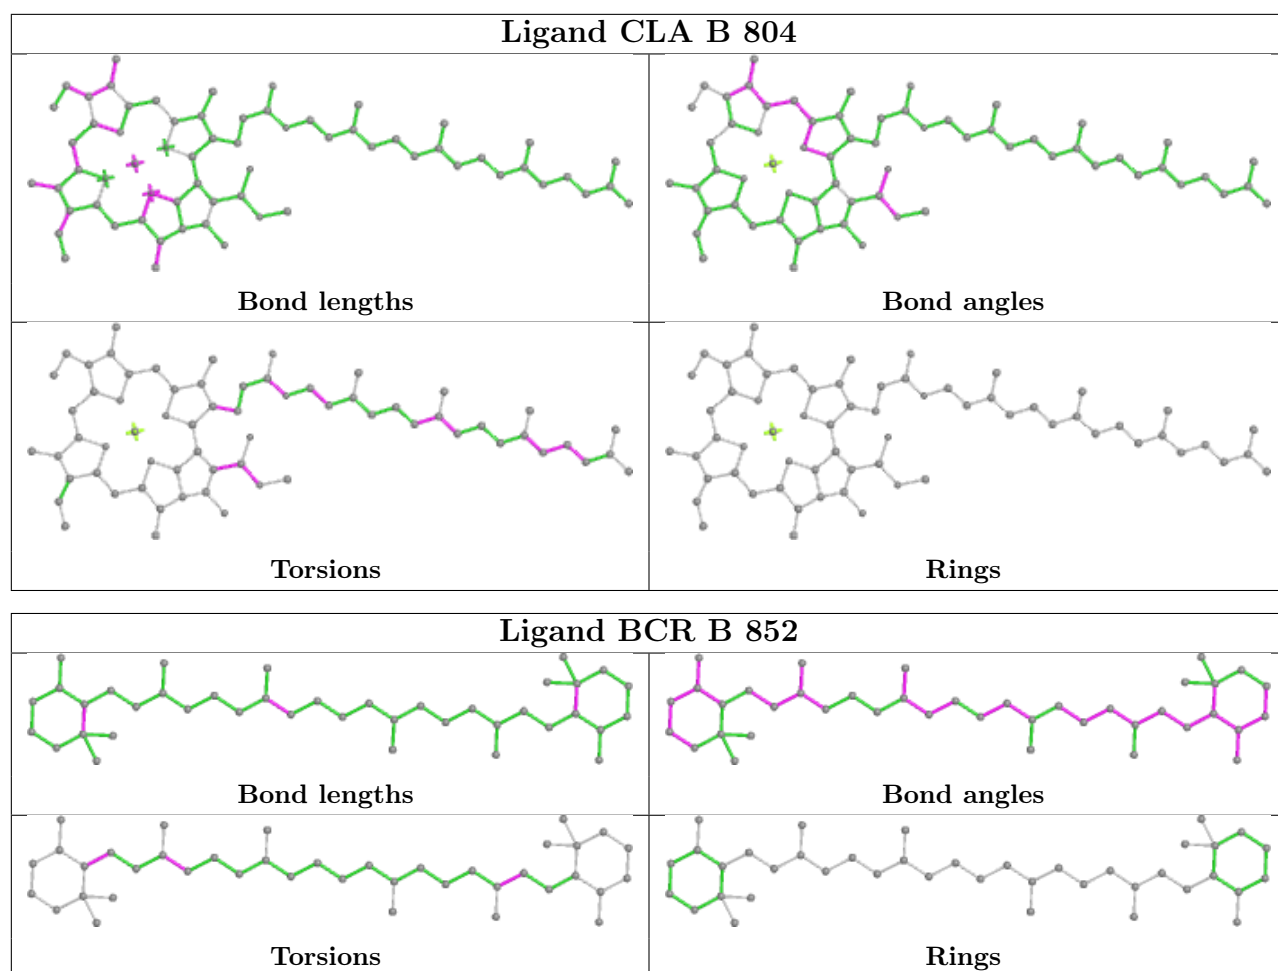 Ligand CLA B 804
Bond lengths
Bond angles
Torsions
Rings
Ligand BCR B 852
Bond lengths
Bond angles
Torsions
Rings